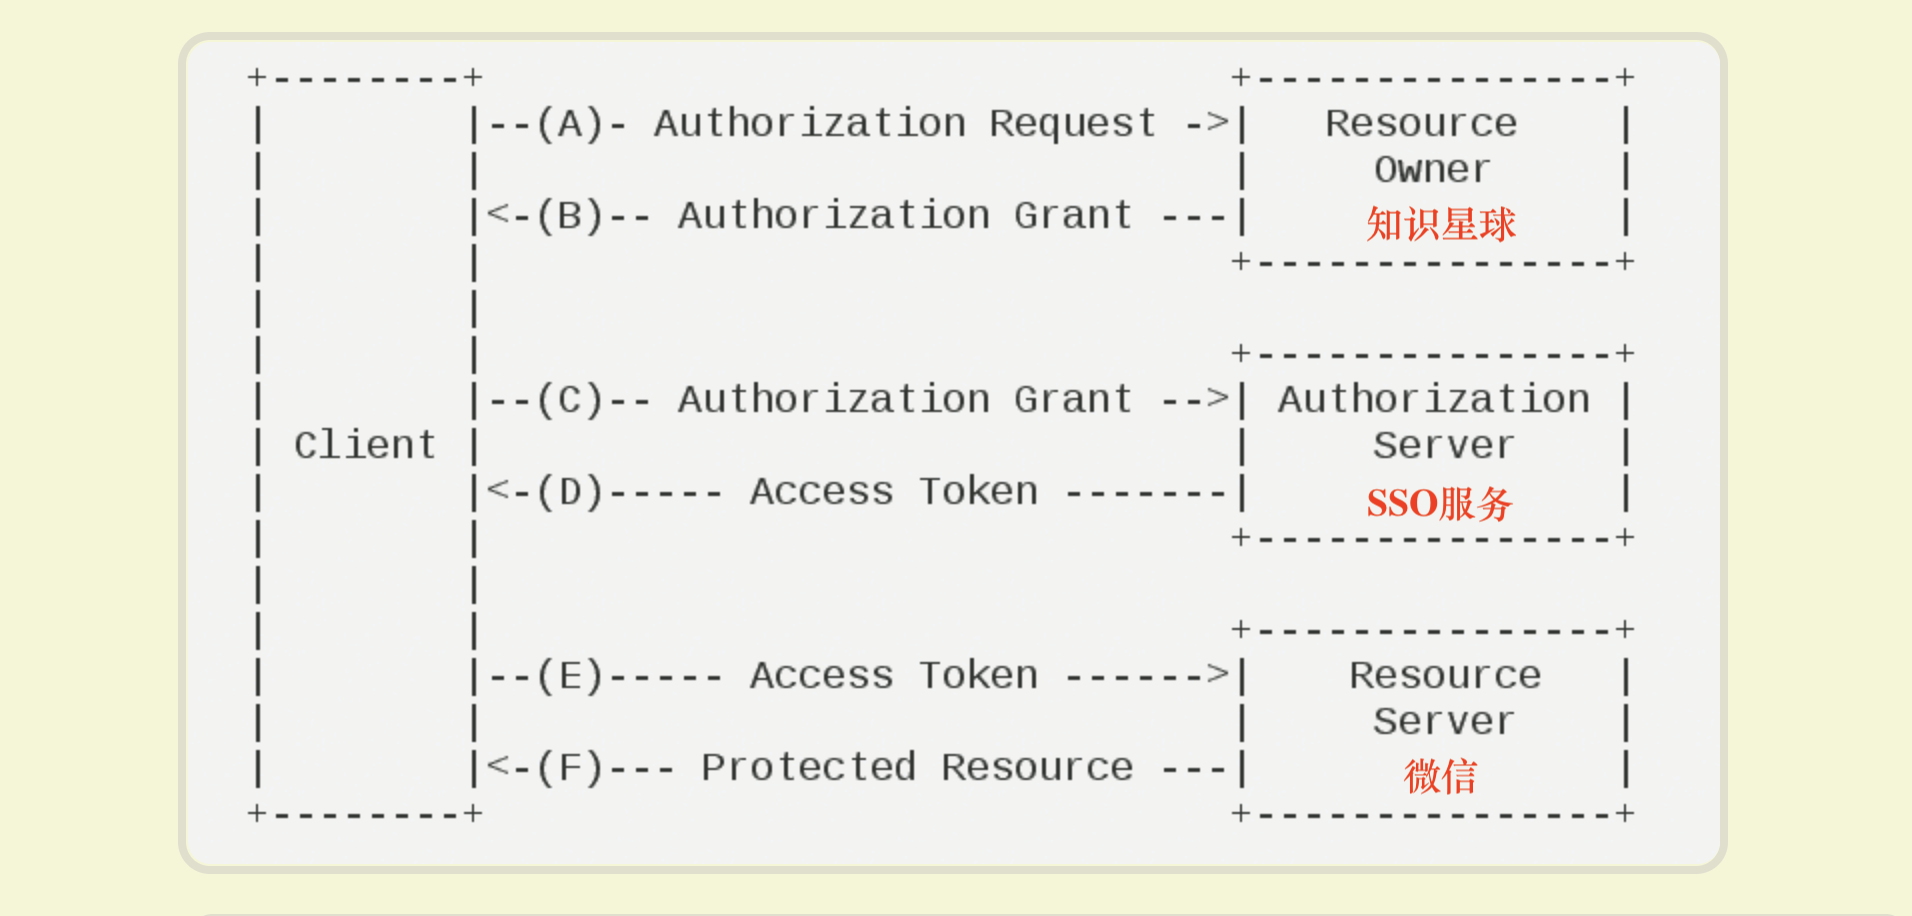 +--------+                               +---------------+
|        |--(A)- Authorization Request ->|   Resource    |
|        |                               |     Owner     |
|        |<-(B)-- Authorization Grant ---|     知识星球     |
|        |                               +---------------+
|        |
|        |                               +---------------+
|        |--(C)-- Authorization Grant -->| Authorization |
| Client |                               |     Server    |
|        |<-(D)----- Access Token -------|     SSO服务     |
|        |                               +---------------+
|        |
|        |                               +---------------+
|        |--(E)----- Access Token ------>|    Resource   |
|        |                               |     Server    |
|        |<-(F)--- Protected Resource ---|      微信      |
+--------+                               +---------------+